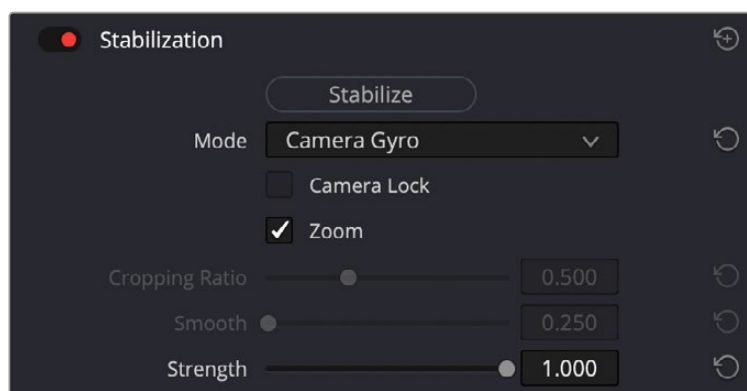 Stabilization
Stabilize
Mode Camera Gyro
Camera Lock
Zoom
Cropping Ratio 0.500
Smooth 0.250
Strength 1.000